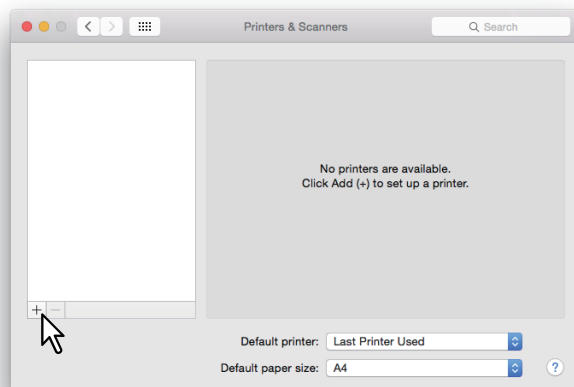 Printers & Scanners
Search
No printers are available.
Click Add (+) to set up a printer.
+ −
Default printer: Last Printer Used
Default paper size: A4
?